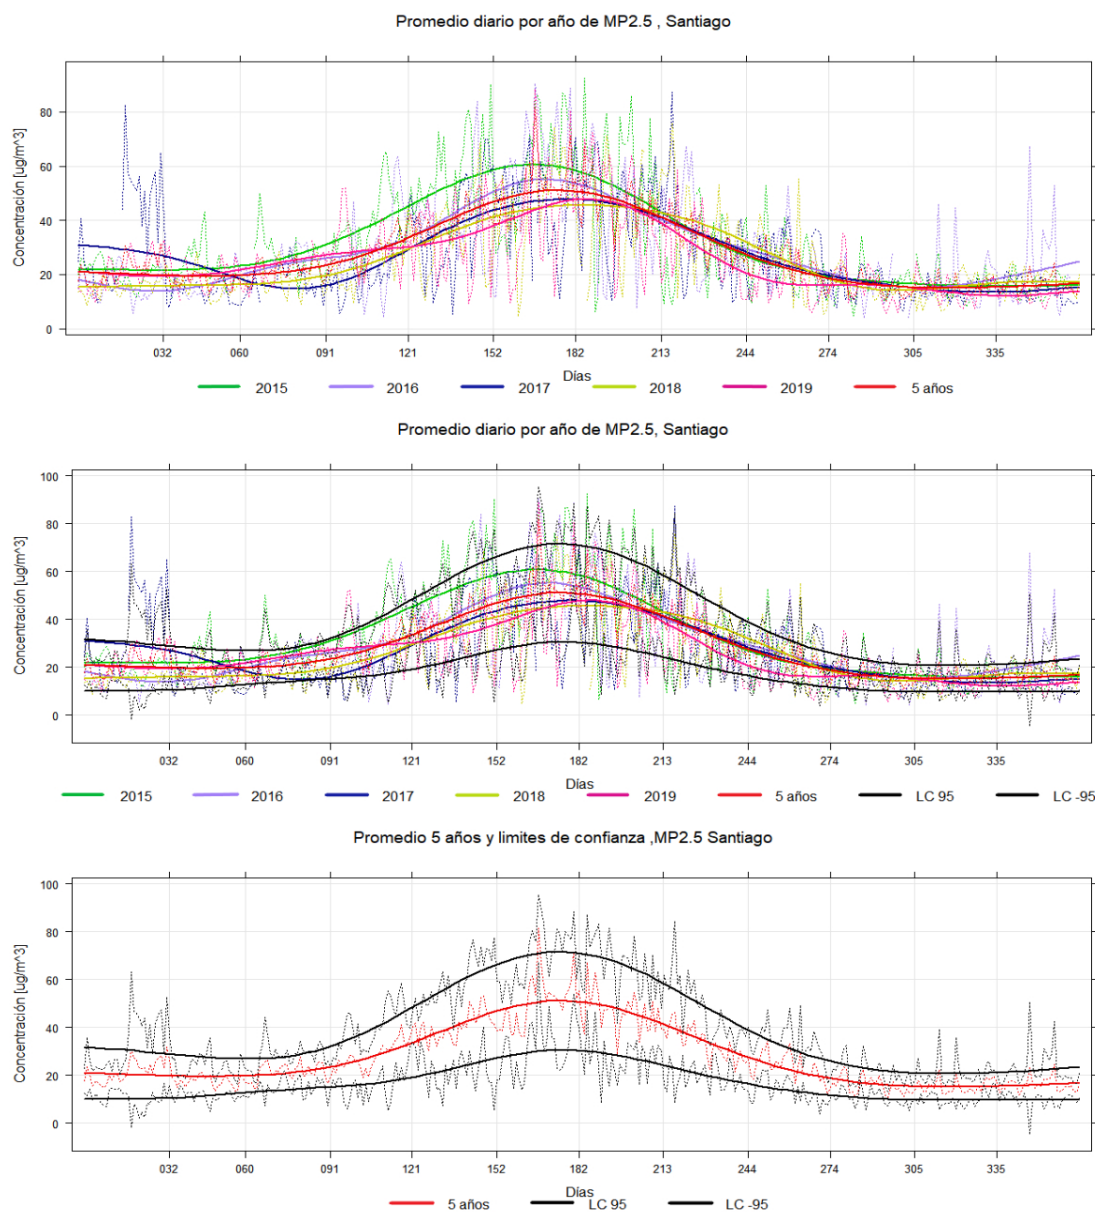 Promedio diario por año de MP2.5 , Santiago
Concentración [ug/m^3]
80
60
40
20
0
032 060 091 121 152 182 213 244 274 305 335
Días
2015 2016 2017 2018 2019 5 años
Promedio diario por año de MP2.5, Santiago
Concentración [ug/m^3]
100
80
60
40
20
0
032 060 091 121 152 182 213 244 274 305 335
Días
2015 2016 2017 2018 2019 5 años LC 95 LC -95
Promedio 5 años y limites de confianza ,MP2.5 Santiago
Concentración [ug/m^3]
100
80
60
40
20
0
032 060 091 121 152 182 213 244 274 305 335
Días
5 años LC 95 LC -95